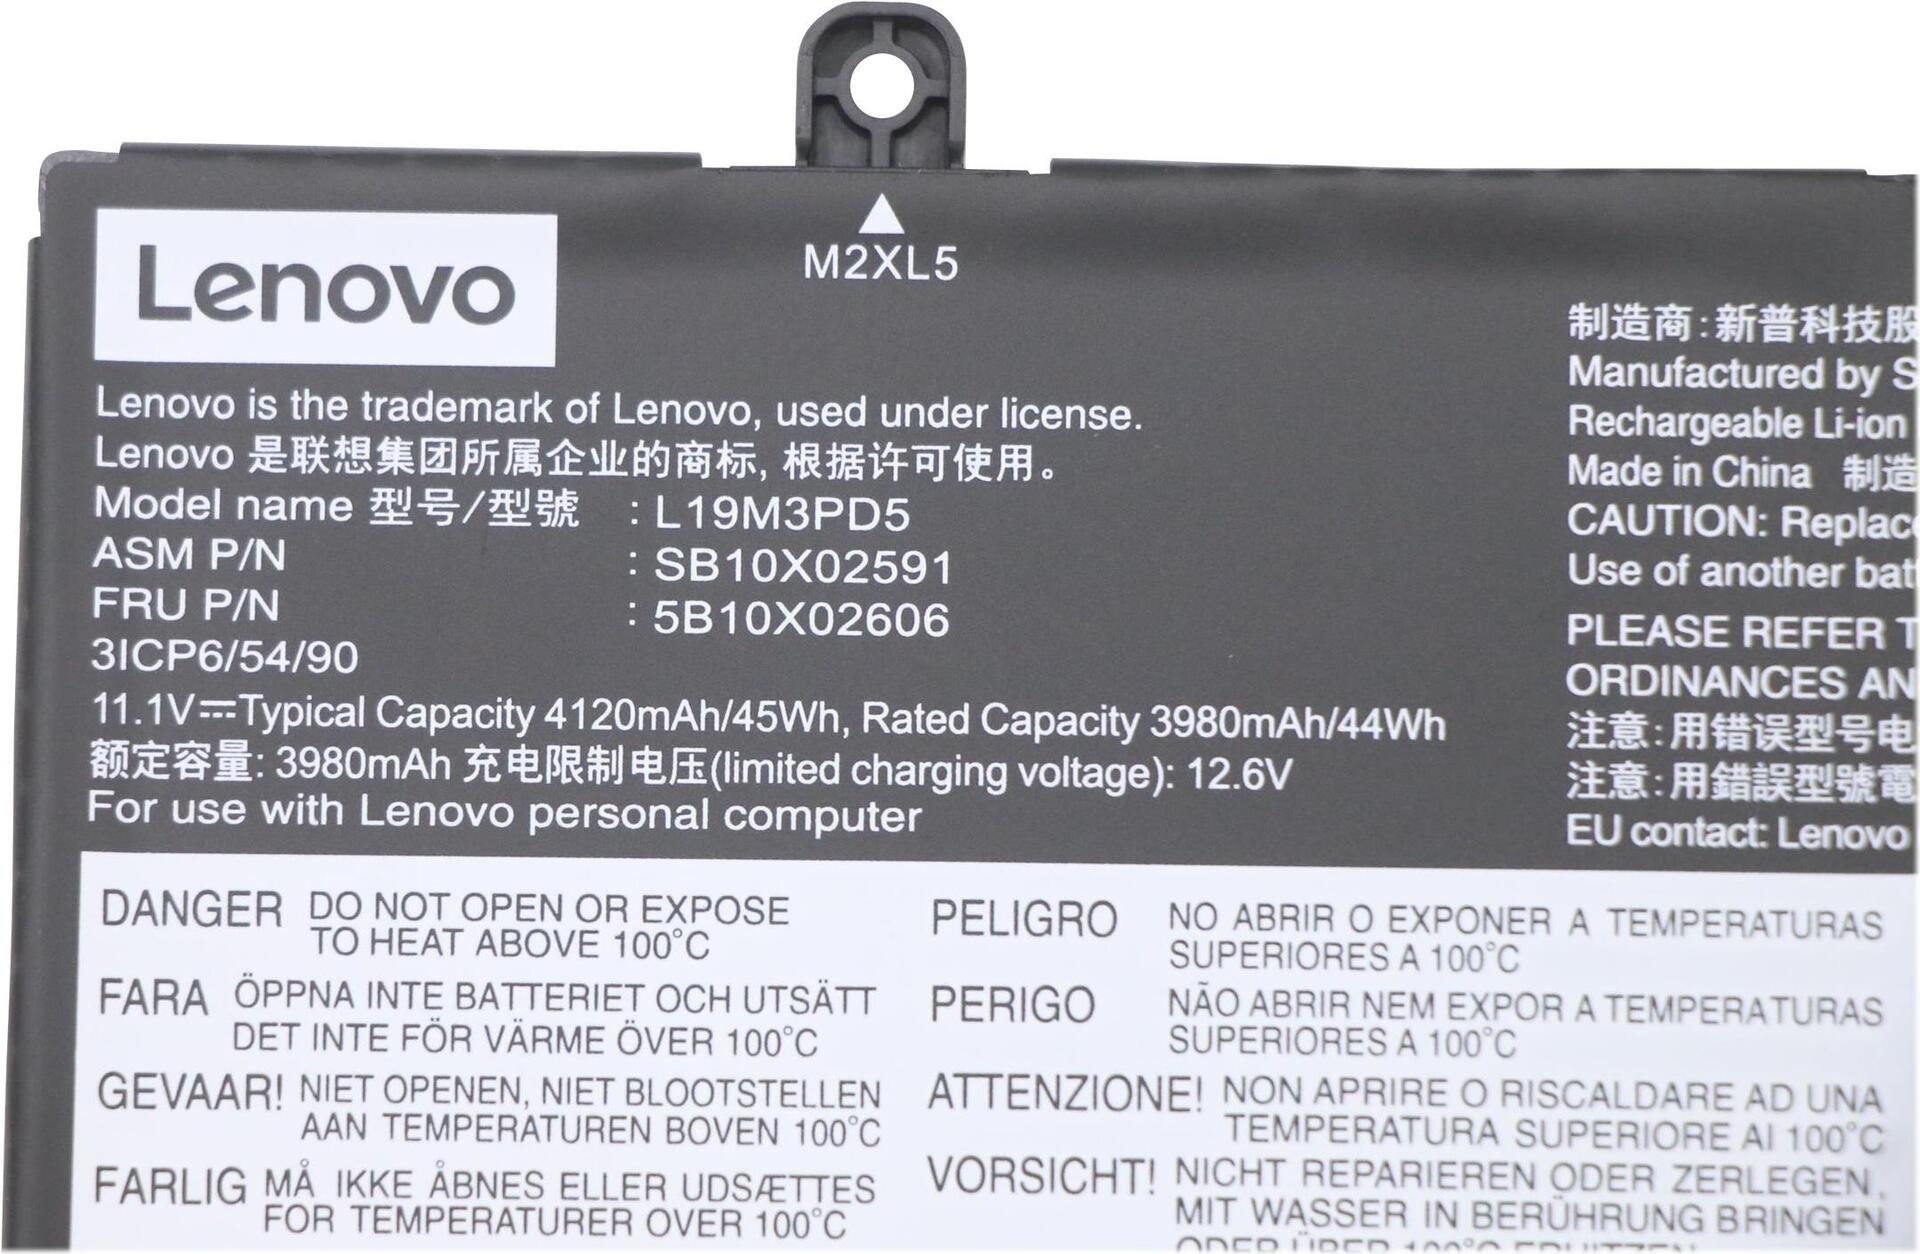 M2XL5
Lenovo
Lenovo is the trademark of Lenovo, used under license.
Lenovo 是联想集团所属企业的商标, 根据许可使用。
Model name 型号/型號 : L19M3PD5
ASM P/N : SB10X02591
FRU P/N : 5B10X02606
3ICP6/54/90
11.1V⎓Typical Capacity 4120mAh/45Wh, Rated Capacity 3980mAh/44Wh
额定容量: 3980mAh 充电限制电压(limited charging voltage): 12.6V
For use with Lenovo personal computer
制造商:新普科技股
Manufactured by S
Rechargeable Li-ion
Made in China 制造
CAUTION: Replac
Use of another bat
PLEASE REFER T
ORDINANCES AN
注意:用错误型号电
注意:用錯誤型號電
EU contact: Lenovo
DANGER DO NOT OPEN OR EXPOSE
TO HEAT ABOVE 100°C
FARA ÖPPNA INTE BATTERIET OCH UTSÄTT
DET INTE FÖR VÄRME ÖVER 100°C
GEVAAR! NIET OPENEN, NIET BLOOTSTELLEN
AAN TEMPERATUREN BOVEN 100°C
FARLIG MÅ IKKE ÅBNES ELLER UDSÆTTES
FOR TEMPERATURER OVER 100°C
PELIGRO NO ABRIR O EXPONER A TEMPERATURAS
SUPERIORES A 100°C
PERIGO NÃO ABRIR NEM EXPOR A TEMPERATURAS
SUPERIORES A 100°C
ATTENZIONE! NON APRIRE O RISCALDARE AD UNA
TEMPERATURA SUPERIORE AI 100°C
VORSICHT! NICHT REPARIEREN ODER ZERLEGEN,
MIT WASSER IN BERÜHRUNG BRINGEN